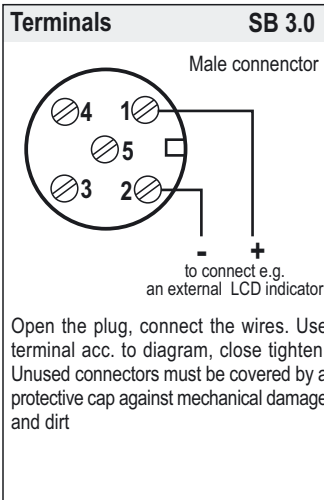 Terminals SB 3.0
Male connenctor
4 1
5
3 2
- +
to connect e.g.
an external LCD indicator
Open the plug, connect the wires. Use
terminal acc. to diagram, close tighten.
Unused connectors must be covered by a
protective cap against mechanical damage
and dirt